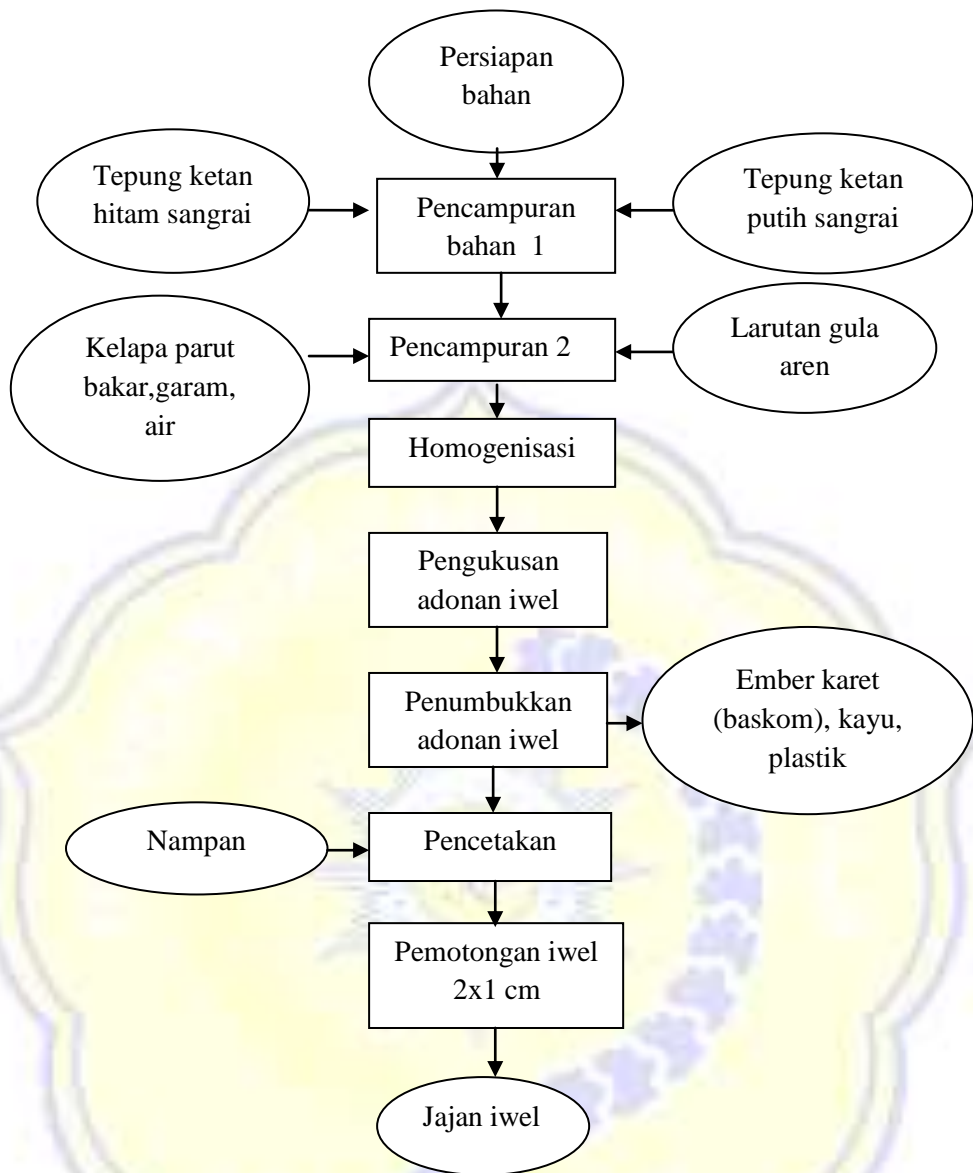 Persiapan
bahan
Tepung ketan
hitam sangrai
Pencampuran
bahan  1
Tepung ketan
putih sangrai
Kelapa parut
bakar,garam,
air
Pencampuran 2
Larutan gula
aren
Homogenisasi
Pengukusan
adonan iwel
Penumbukkan
adonan iwel
Ember karet
(baskom), kayu,
plastik
Nampan
Pencetakan
Pemotongan iwel
2x1 cm
Jajan iwel